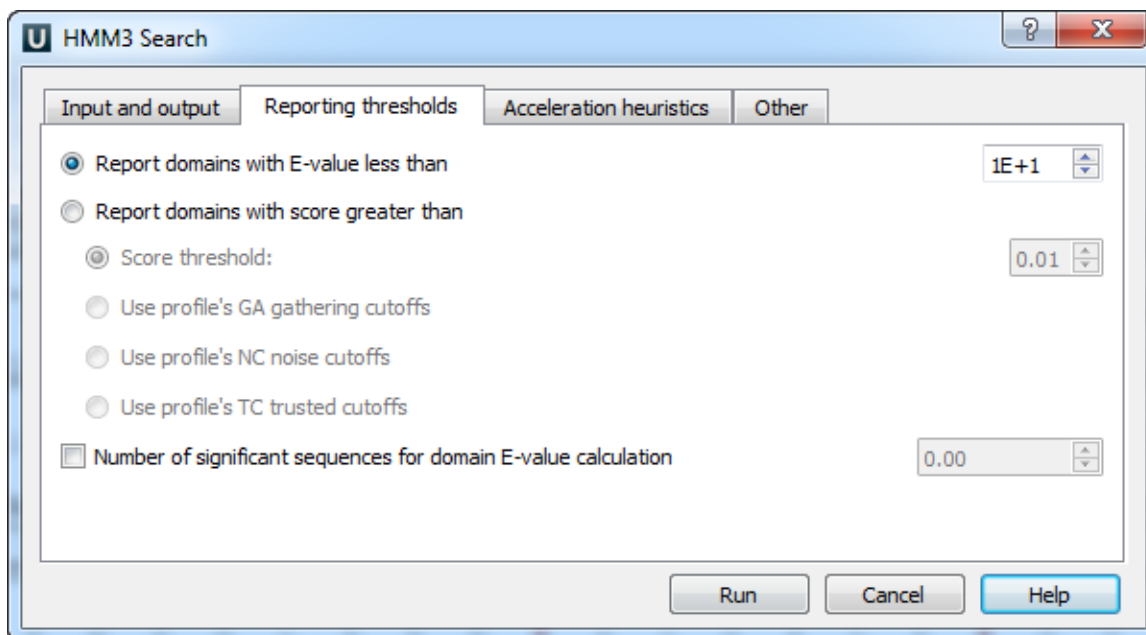 U HMM3 Search ?
Input and output Reporting thresholds Acceleration heuristics Other
Report domains with E-value less than 1E+1
Report domains with score greater than
Score threshold: 0.01
Use profile's GA gathering cutoffs
Use profile's NC noise cutoffs
Use profile's TC trusted cutoffs
Number of significant sequences for domain E-value calculation 0.00
Run Cancel Help